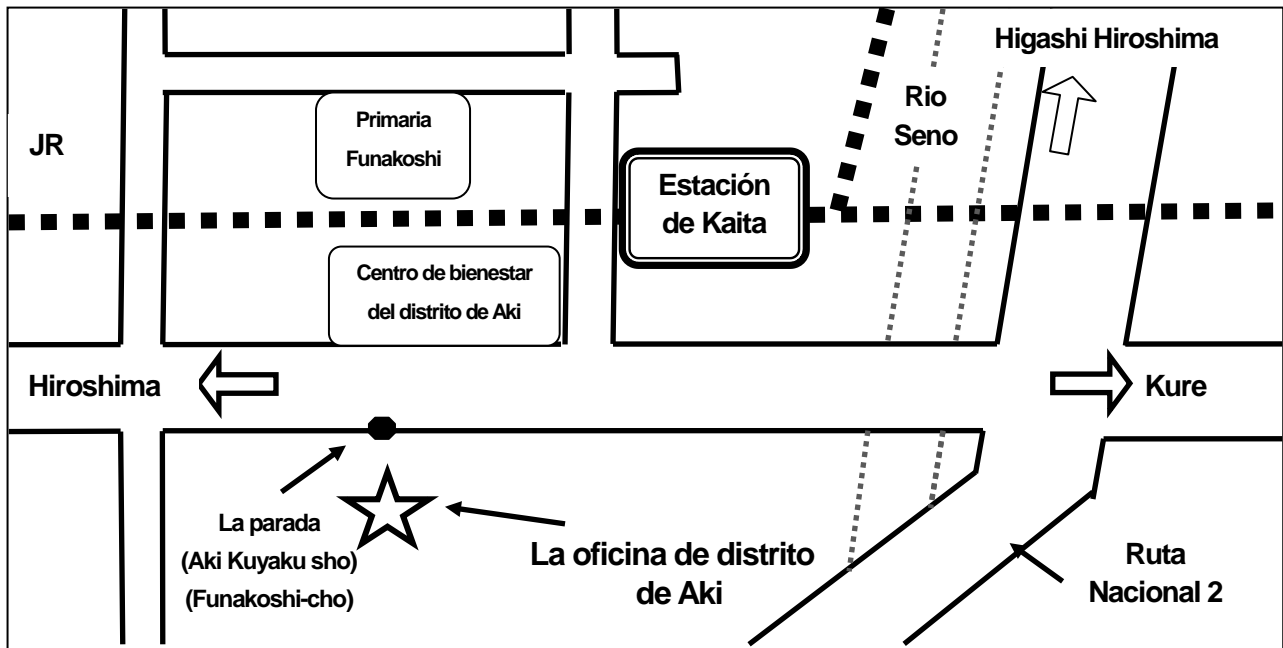 Higashi Hiroshima
Rio
Seno
JR
Primaria
Funakoshi
Estación
de Kaita
Centro de bienestar
del distrito de Aki
Hiroshima
Kure
La parada
(Aki Kuyaku sho)
(Funakoshi-cho)
La oficina de distrito
de Aki
Ruta
Nacional 2